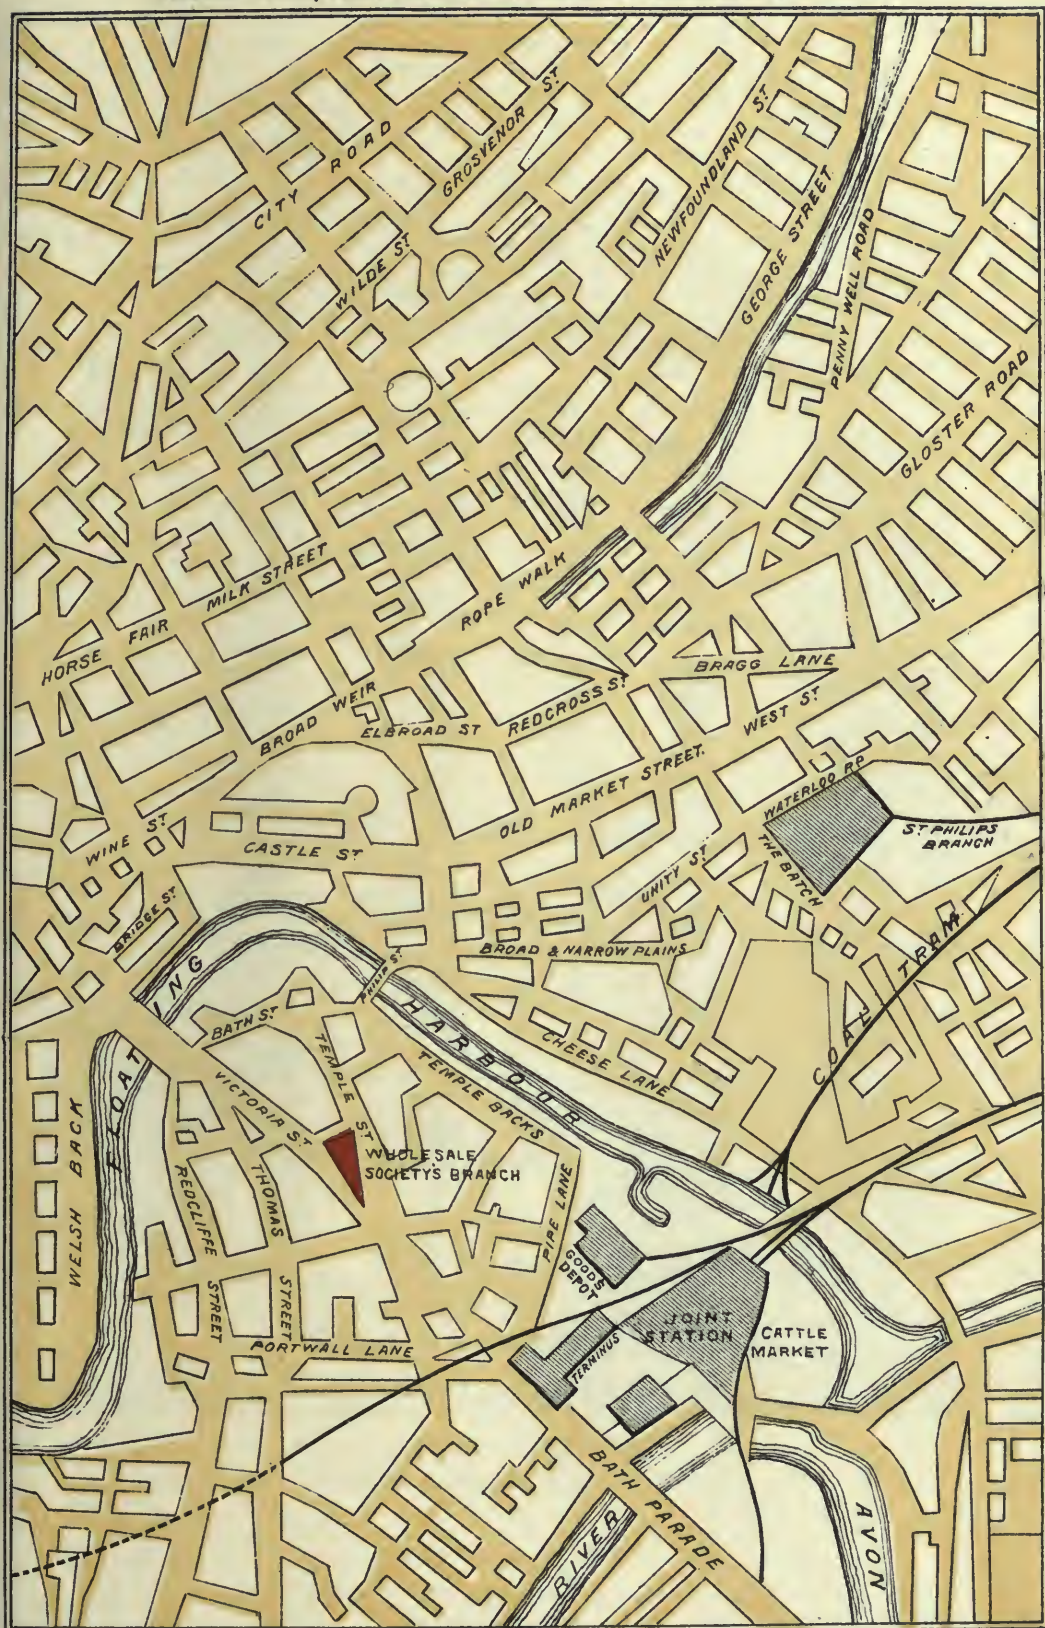 CITY ROAD
GROSVENOR ST
NEWFOUNDLAND ST
WILDE ST
GEORGE STREET.
PENNY WELL ROAD
GLOSTER ROAD
MILK STREET
ROPE WALK
HORSE FAIR
BRAGG LANE
BROAD WEIR
ELBROAD ST
REDCROSS ST
WEST ST
OLD MARKET STREET.
WATERLOO RD
ST PHILIPS
BRANCH
WINE ST
CASTLE ST
THE BATCH
UNITY ST
BRIDGE ST
BROAD & NARROW PLAINS
COAL TRAM
PHILIP ST
FLOATING HARBOUR
BATH ST
TEMPLE ST
CHEESE LANE
TEMPLE BACKS
VICTORIA ST
WELSH BACK
WHOLESALE
SOCIETY'S BRANCH
REDCLIFFE STREET
THOMAS STREET
PIPE LANE
GOODS
DEPOT
JOINT
STATION
CATTLE
MARKET
TERMINUS
PORTWALL LANE
BATH PARADE
RIVER AVON